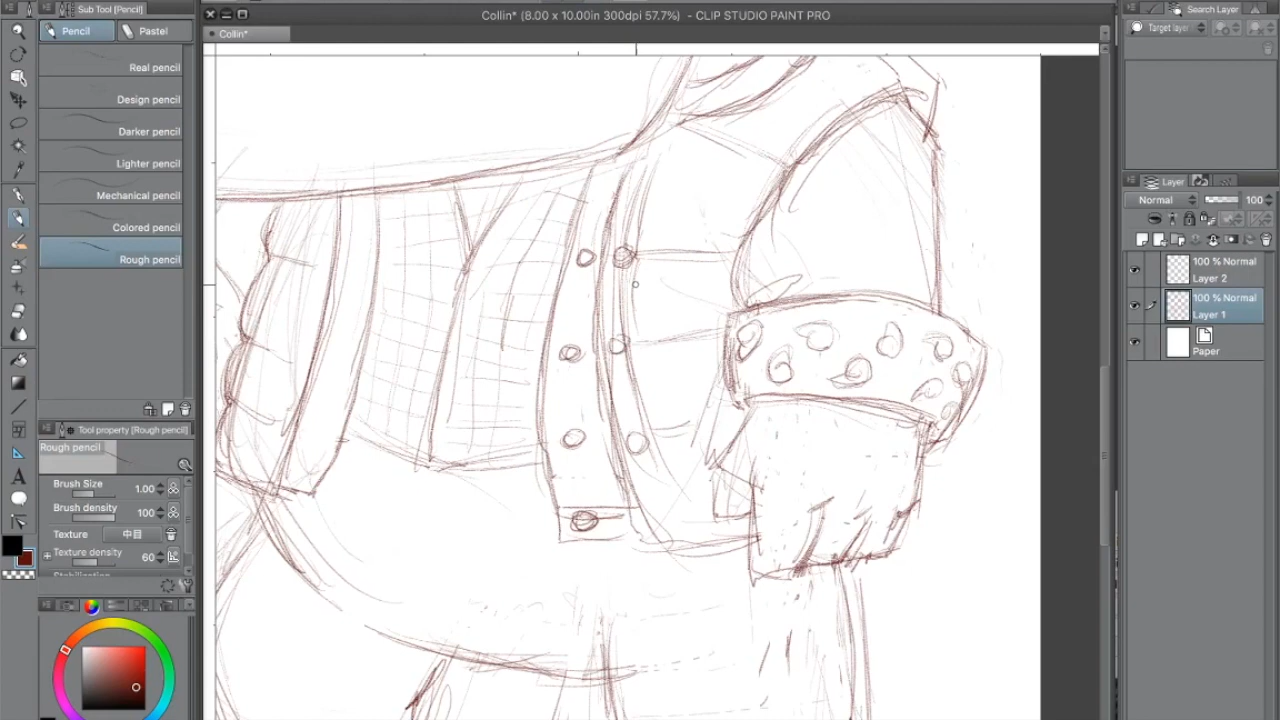 Sub Tool [Pencil]
Collin* (8.00 x 10.00in 300dpi 57.7%) - CLIP STUDIO PAINT PRO
Search Layer
Pencil
Pastel
Collin*
Target layer
Real pencil
Design pencil
Darker pencil
Lighter pencil
Mechanical pencil
Colored pencil
Rough pencil
Layer
Normal
100
100 % Normal
Layer 2
100 % Normal
Layer 1
Paper
Tool property [Rough pencil]
Rough pencil
Brush Size
1.00
Brush density
100
Texture
中目
Texture density
60
Stabilization
A